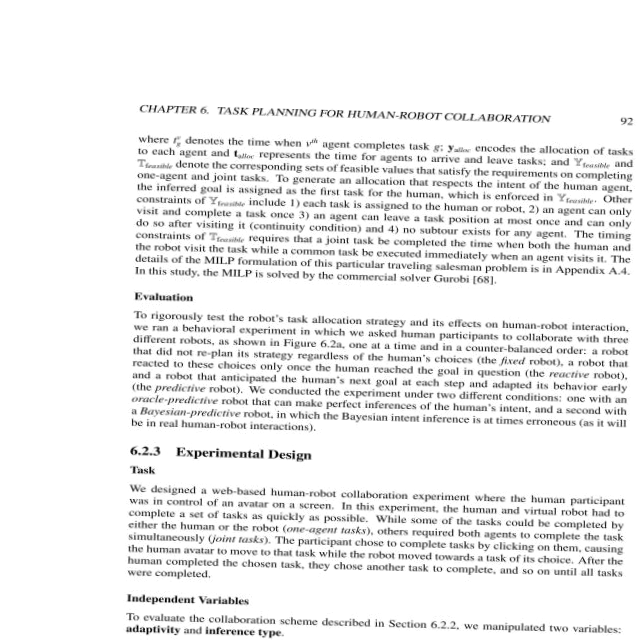 CHAPTER 6. TASK PLANNING FOR HUMAN-ROBOT COLLABORATION 92
where t_g^v denotes the time when v^th agent completes task g; y_alloc encodes the allocation of tasks
to each agent and t_alloc represents the time for agents to arrive and leave tasks; and 𝕐_feasible and
𝕋_feasible denote the corresponding sets of feasible values that satisfy the requirements on completing
one-agent and joint tasks. To generate an allocation that respects the intent of the human agent,
the inferred goal is assigned as the first task for the human, which is enforced in 𝕐_feasible. Other
constraints of 𝕐_feasible include 1) each task is assigned to the human or robot, 2) an agent can only
visit and complete a task once 3) an agent can leave a task position at most once and can only
do so after visiting it (continuity condition) and 4) no subtour exists for any agent. The timing
constraints of 𝕋_feasible requires that a joint task be completed the time when both the human and
the robot visit the task while a common task be executed immediately when an agent visits it. The
details of the MILP formulation of this particular traveling salesman problem is in Appendix A.4.
In this study, the MILP is solved by the commercial solver Gurobi [68].
Evaluation
To rigorously test the robot's task allocation strategy and its effects on human-robot interaction,
we ran a behavioral experiment in which we asked human participants to collaborate with three
different robots, as shown in Figure 6.2a, one at a time and in a counter-balanced order: a robot
that did not re-plan its strategy regardless of the human's choices (the fixed robot), a robot that
reacted to these choices only once the human reached the goal in question (the reactive robot),
and a robot that anticipated the human's next goal at each step and adapted its behavior early
(the predictive robot). We conducted the experiment under two different conditions: one with an
oracle-predictive robot that can make perfect inferences of the human's intent, and a second with
a Bayesian-predictive robot, in which the Bayesian intent inference is at times erroneous (as it will
be in real human-robot interactions).
6.2.3 Experimental Design
Task
We designed a web-based human-robot collaboration experiment where the human participant
was in control of an avatar on a screen. In this experiment, the human and virtual robot had to
complete a set of tasks as quickly as possible. While some of the tasks could be completed by
either the human or the robot (one-agent tasks), others required both agents to complete the task
simultaneously (joint tasks). The participant chose to complete tasks by clicking on them, causing
the human avatar to move to that task while the robot moved towards a task of its choice. After the
human completed the chosen task, they chose another task to complete, and so on until all tasks
were completed.
Independent Variables
To evaluate the collaboration scheme described in Section 6.2.2, we manipulated two variables:
adaptivity and inference type.